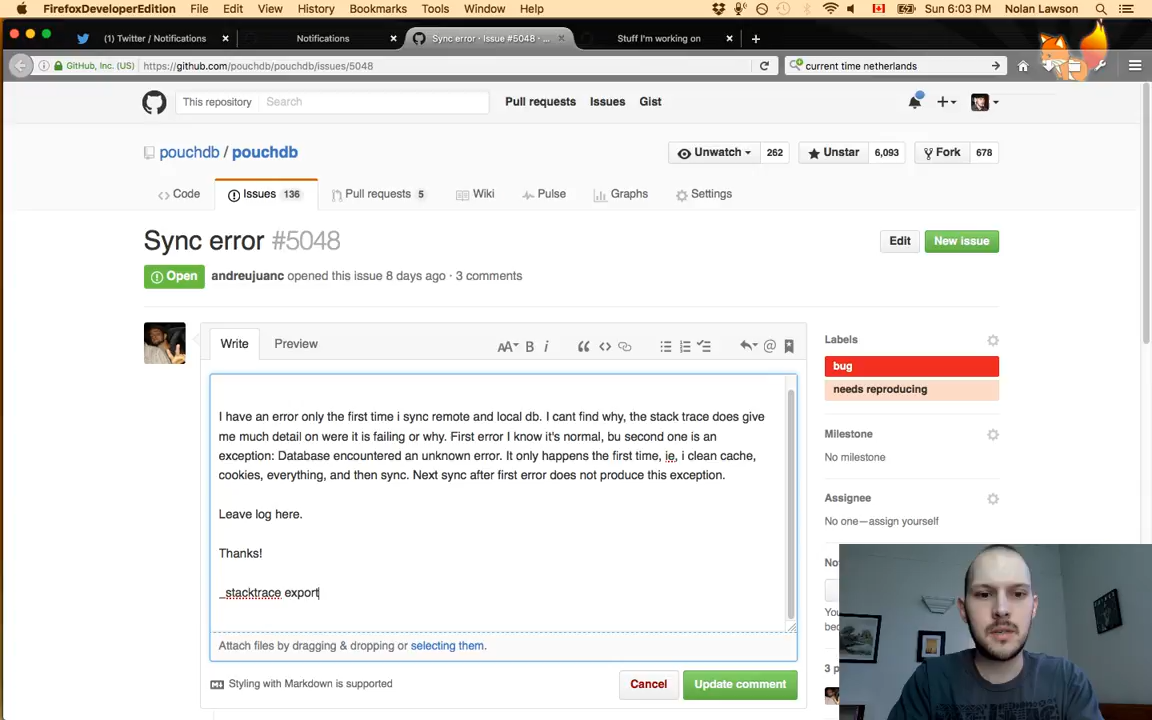 FirefoxDeveloperEdition File Edit View History Bookmarks Tools Window Help Sun 6:03 PM Nolan Lawson
(1) Twitter / Notifications Notifications Sync error · Issue #5048 · ... Stuff I'm working on
GitHub, Inc. (US) https://github.com/pouchdb/pouchdb/issues/5048 current time netherlands
This repository Search Pull requests Issues Gist
pouchdb / pouchdb Unwatch 262 Unstar 6,093 Fork 678
Code Issues 136 Pull requests 5 Wiki Pulse Graphs Settings
Sync error #5048 Edit New issue
Open andreujuanc opened this issue 8 days ago · 3 comments
Write Preview AA B i
Labels
bug
needs reproducing
I have an error only the first time i sync remote and local db. I cant find why, the stack trace does give
me much detail on were it is failing or why. First error I know it's normal, bu second one is an
exception: Database encountered an unknown error. It only happens the first time, ie, i clean cache,
cookies, everything, and then sync. Next sync after first error does not produce this exception.
Leave log here.
Thanks!
_stacktrace export
Milestone
No milestone
Assignee
No one—assign yourself
Attach files by dragging & dropping or selecting them.
Styling with Markdown is supported Cancel Update comment
No
You
bec
3 p